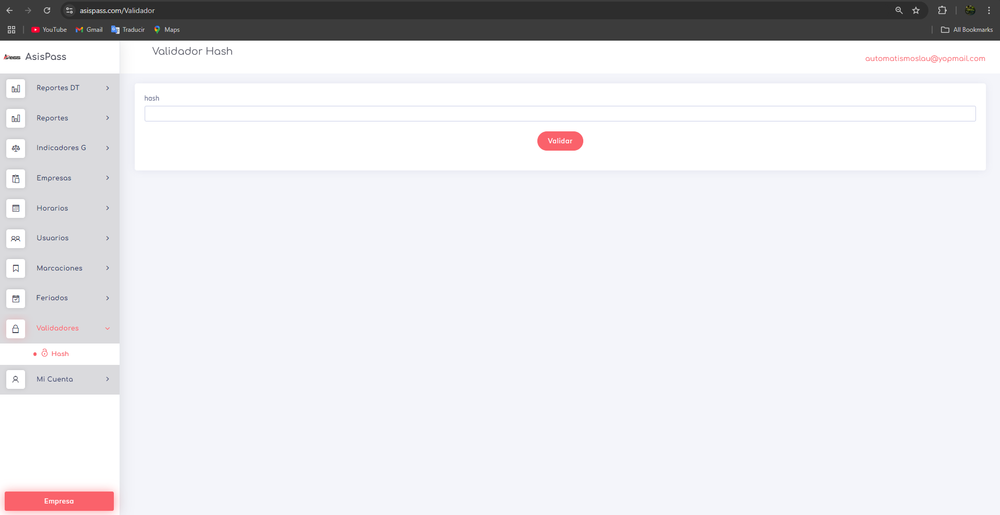 asispass.com/Validador
YouTube
Gmail
Traducir
Maps
All Bookmarks
APASS AsisPass
Validador Hash
automatismoslau@yopmail.com
Reportes DT
Reportes
Indicadores G
Empresas
Horarios
Usuarios
Marcaciones
Feriados
Validadores
Hash
Mi Cuenta
Empresa
hash
Validar